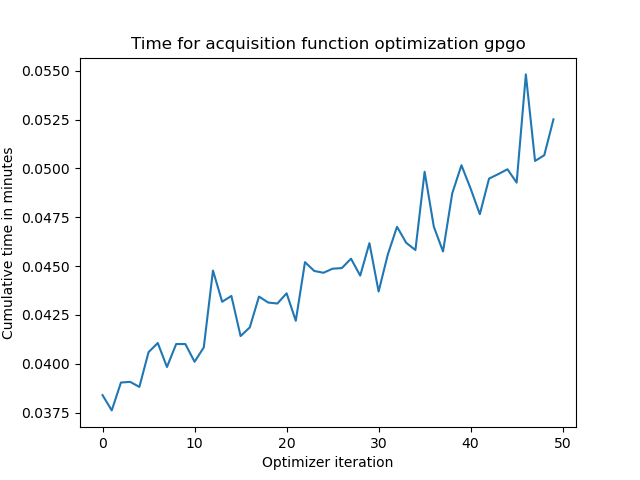 Time for acquisition function optimization gpgo
0.0550
0.0525
0.0500
0.0475
0.0450
0.0425
0.0400
0.0375
Cumulative time in minutes
0 10 20 30 40 50
Optimizer iteration